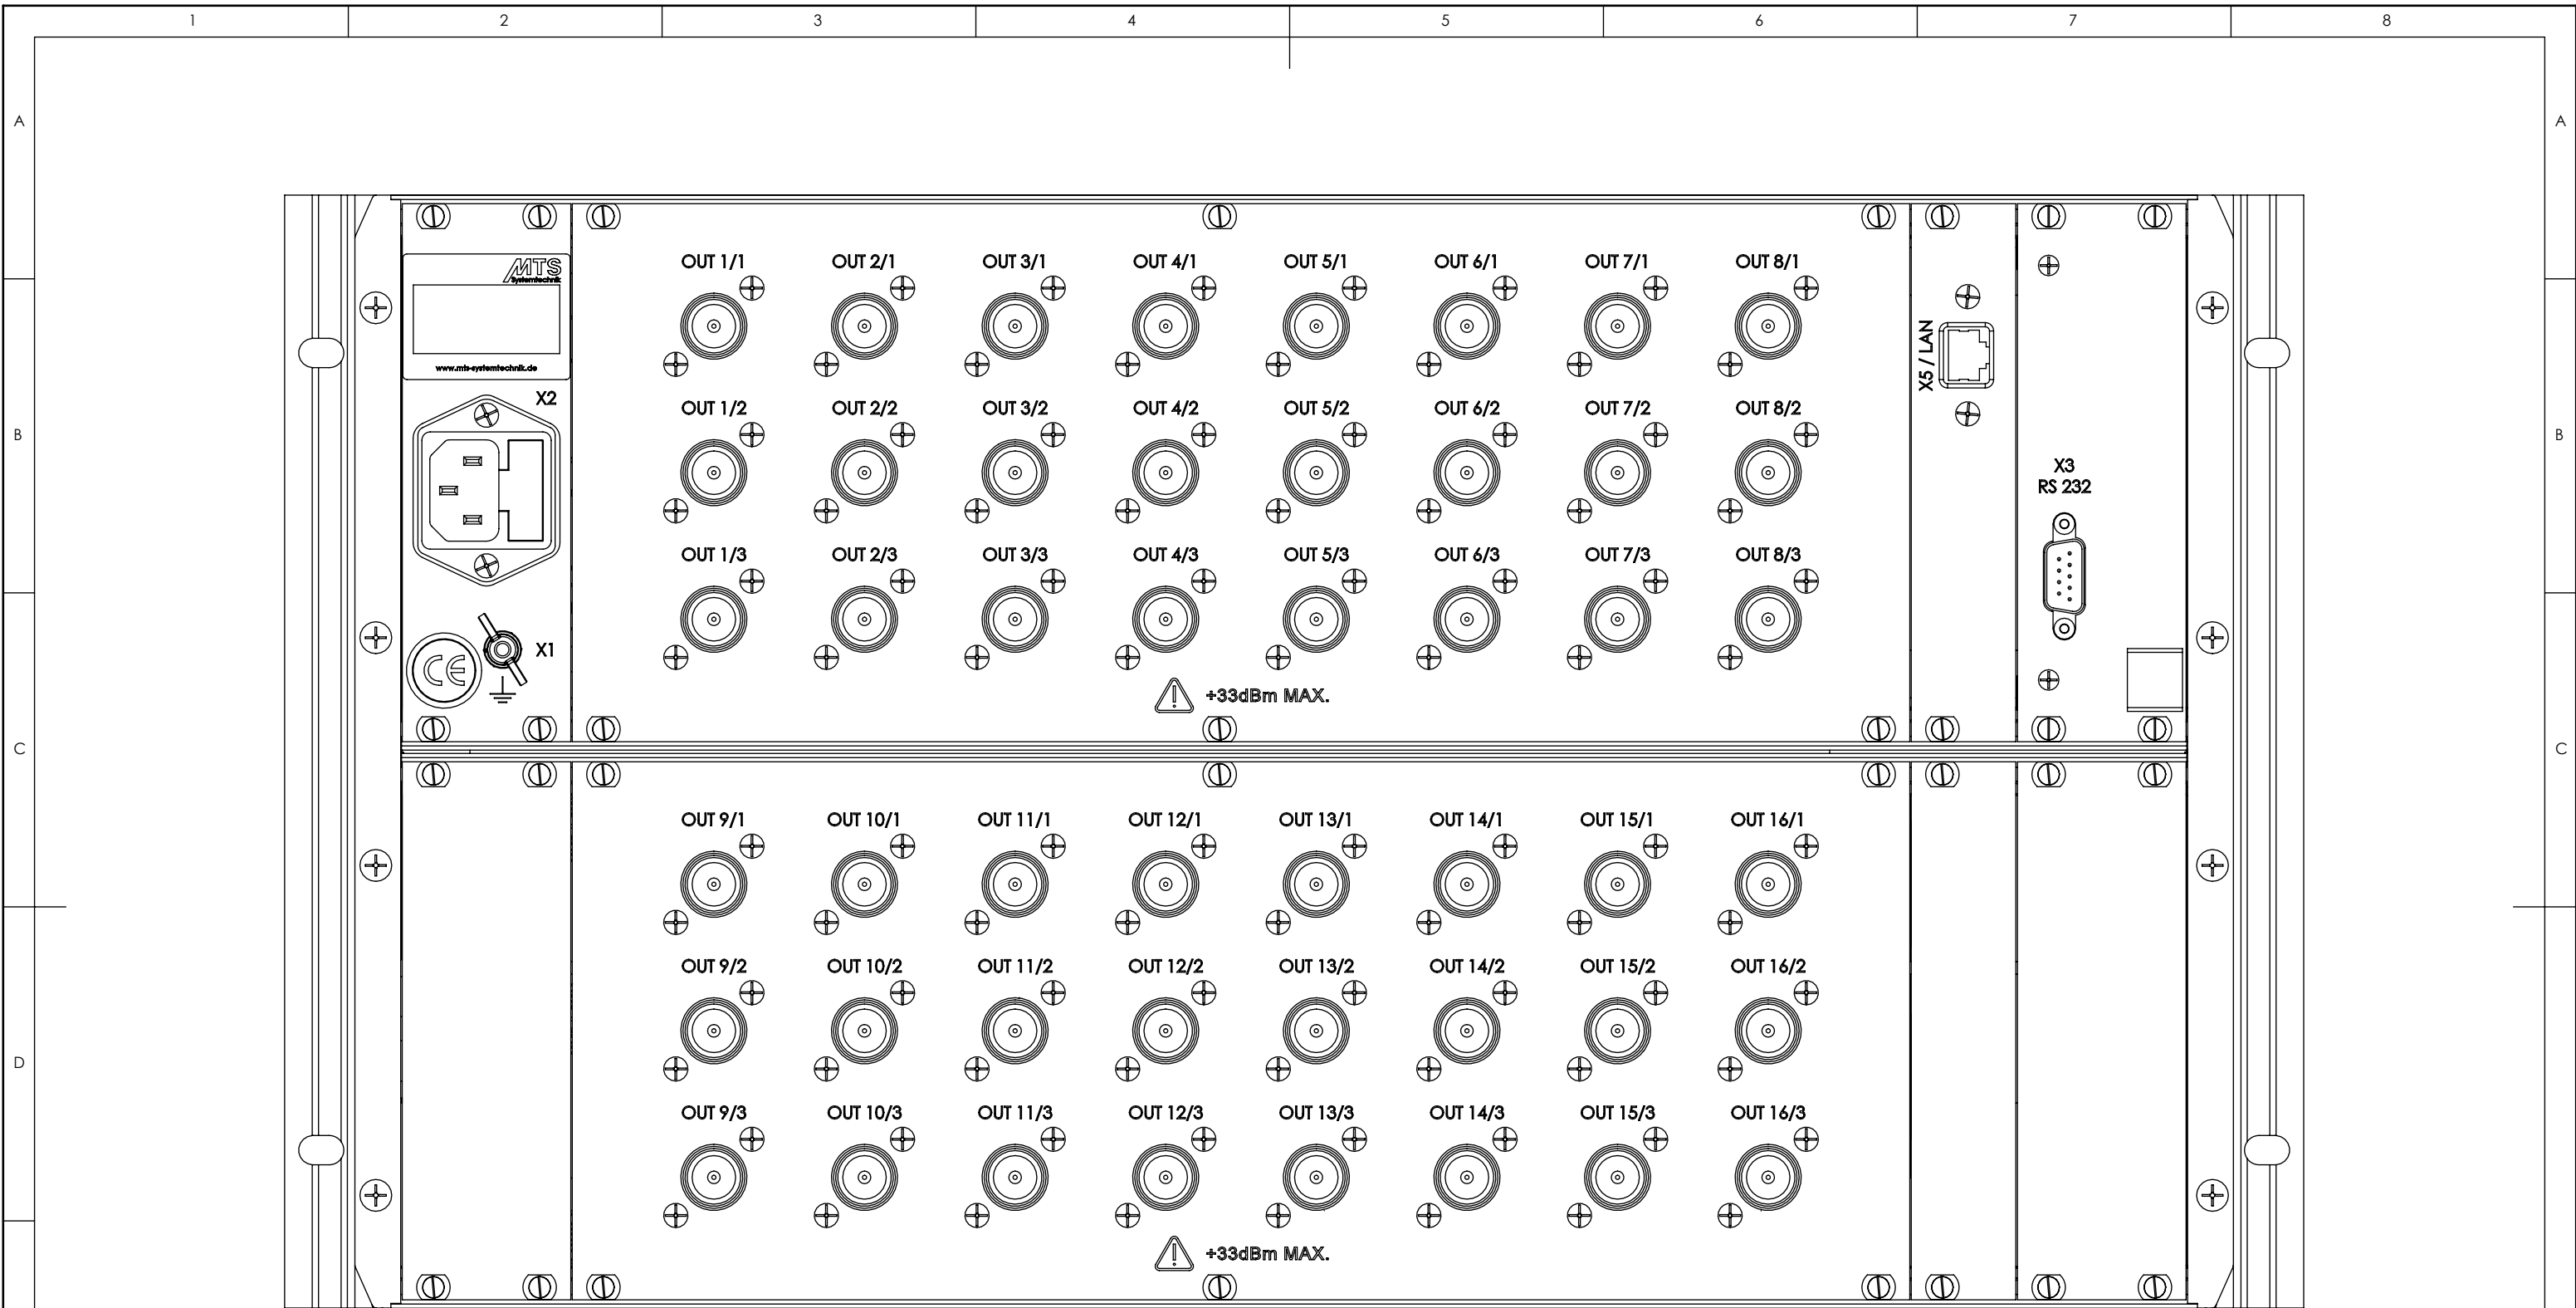 1 2 3 4 5 6 7 8
A A
MTS
Systemtechnik
www.mts-systemtechnik.de
OUT 1/1 OUT 2/1 OUT 3/1 OUT 4/1 OUT 5/1 OUT 6/1 OUT 7/1 OUT 8/1
X5 / LAN
X2
OUT 1/2 OUT 2/2 OUT 3/2 OUT 4/2 OUT 5/2 OUT 6/2 OUT 7/2 OUT 8/2
B B
X3
RS 232
OUT 1/3 OUT 2/3 OUT 3/3 OUT 4/3 OUT 5/3 OUT 6/3 OUT 7/3 OUT 8/3
X1
CE
+33dBm MAX.
C C
OUT 9/1 OUT 10/1 OUT 11/1 OUT 12/1 OUT 13/1 OUT 14/1 OUT 15/1 OUT 16/1
OUT 9/2 OUT 10/2 OUT 11/2 OUT 12/2 OUT 13/2 OUT 14/2 OUT 15/2 OUT 16/2
D D
OUT 9/3 OUT 10/3 OUT 11/3 OUT 12/3 OUT 13/3 OUT 14/3 OUT 15/3 OUT 16/3
+33dBm MAX.